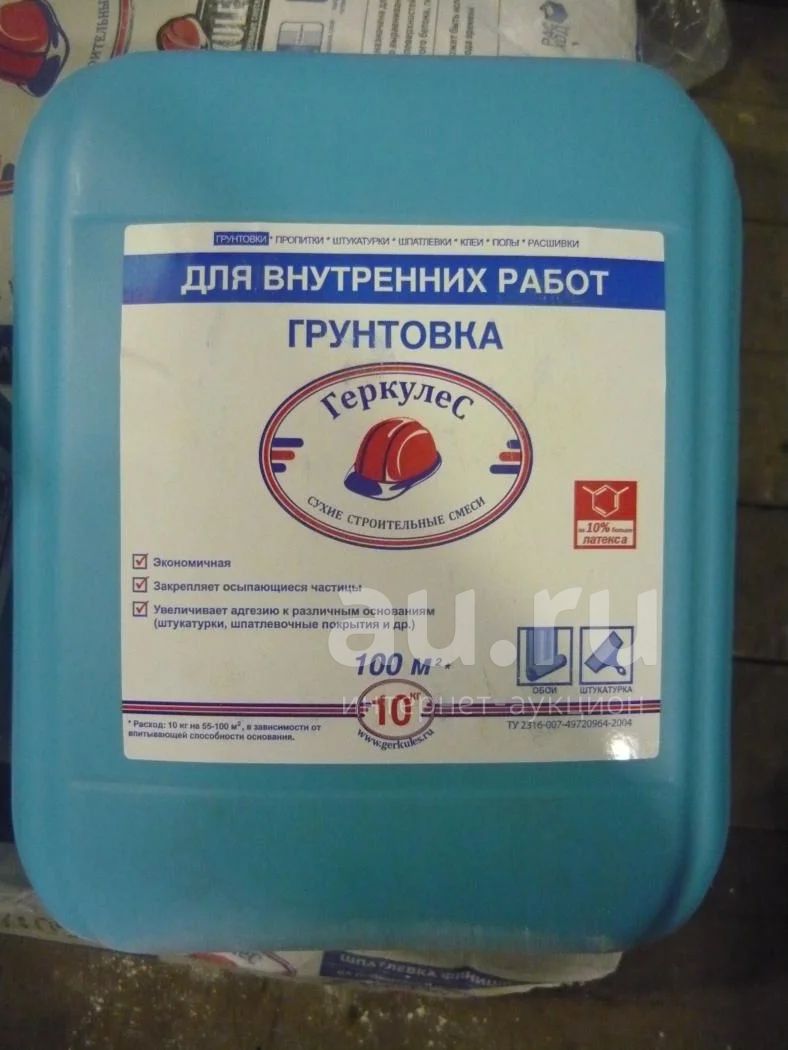 СТРОИТЕЛЬНЫЕ
ГРУНТОВКИ * ПРОПИТКИ * ШТУКАТУРКИ * ШПАТЛЕВКИ * КЛЕИ * ПОЛЫ * РАСШИВКИ
ДЛЯ ВНУТРЕННИХ РАБОТ
ГРУНТОВКА
ГеркулеС
СУХИЕ СТРОИТЕЛЬНЫЕ СМЕСИ
на 10% больше
латекса
Экономичная
Закрепляет осыпающиеся частицы
Увеличивает адгезию к различным основаниям
(штукатурки, шпатлевочные покрытия и др.)
au.ru
интернет-аукцион
100 м²*
10 кг
www.gerkules.ru
ОБОИ
ШТУКАТУРКА
* Расход: 10 кг на 55-100 м², в зависимости от
впитывающей способности основания.
ТУ 2316-007-49720964-2004
ШПАТЛЕВКА